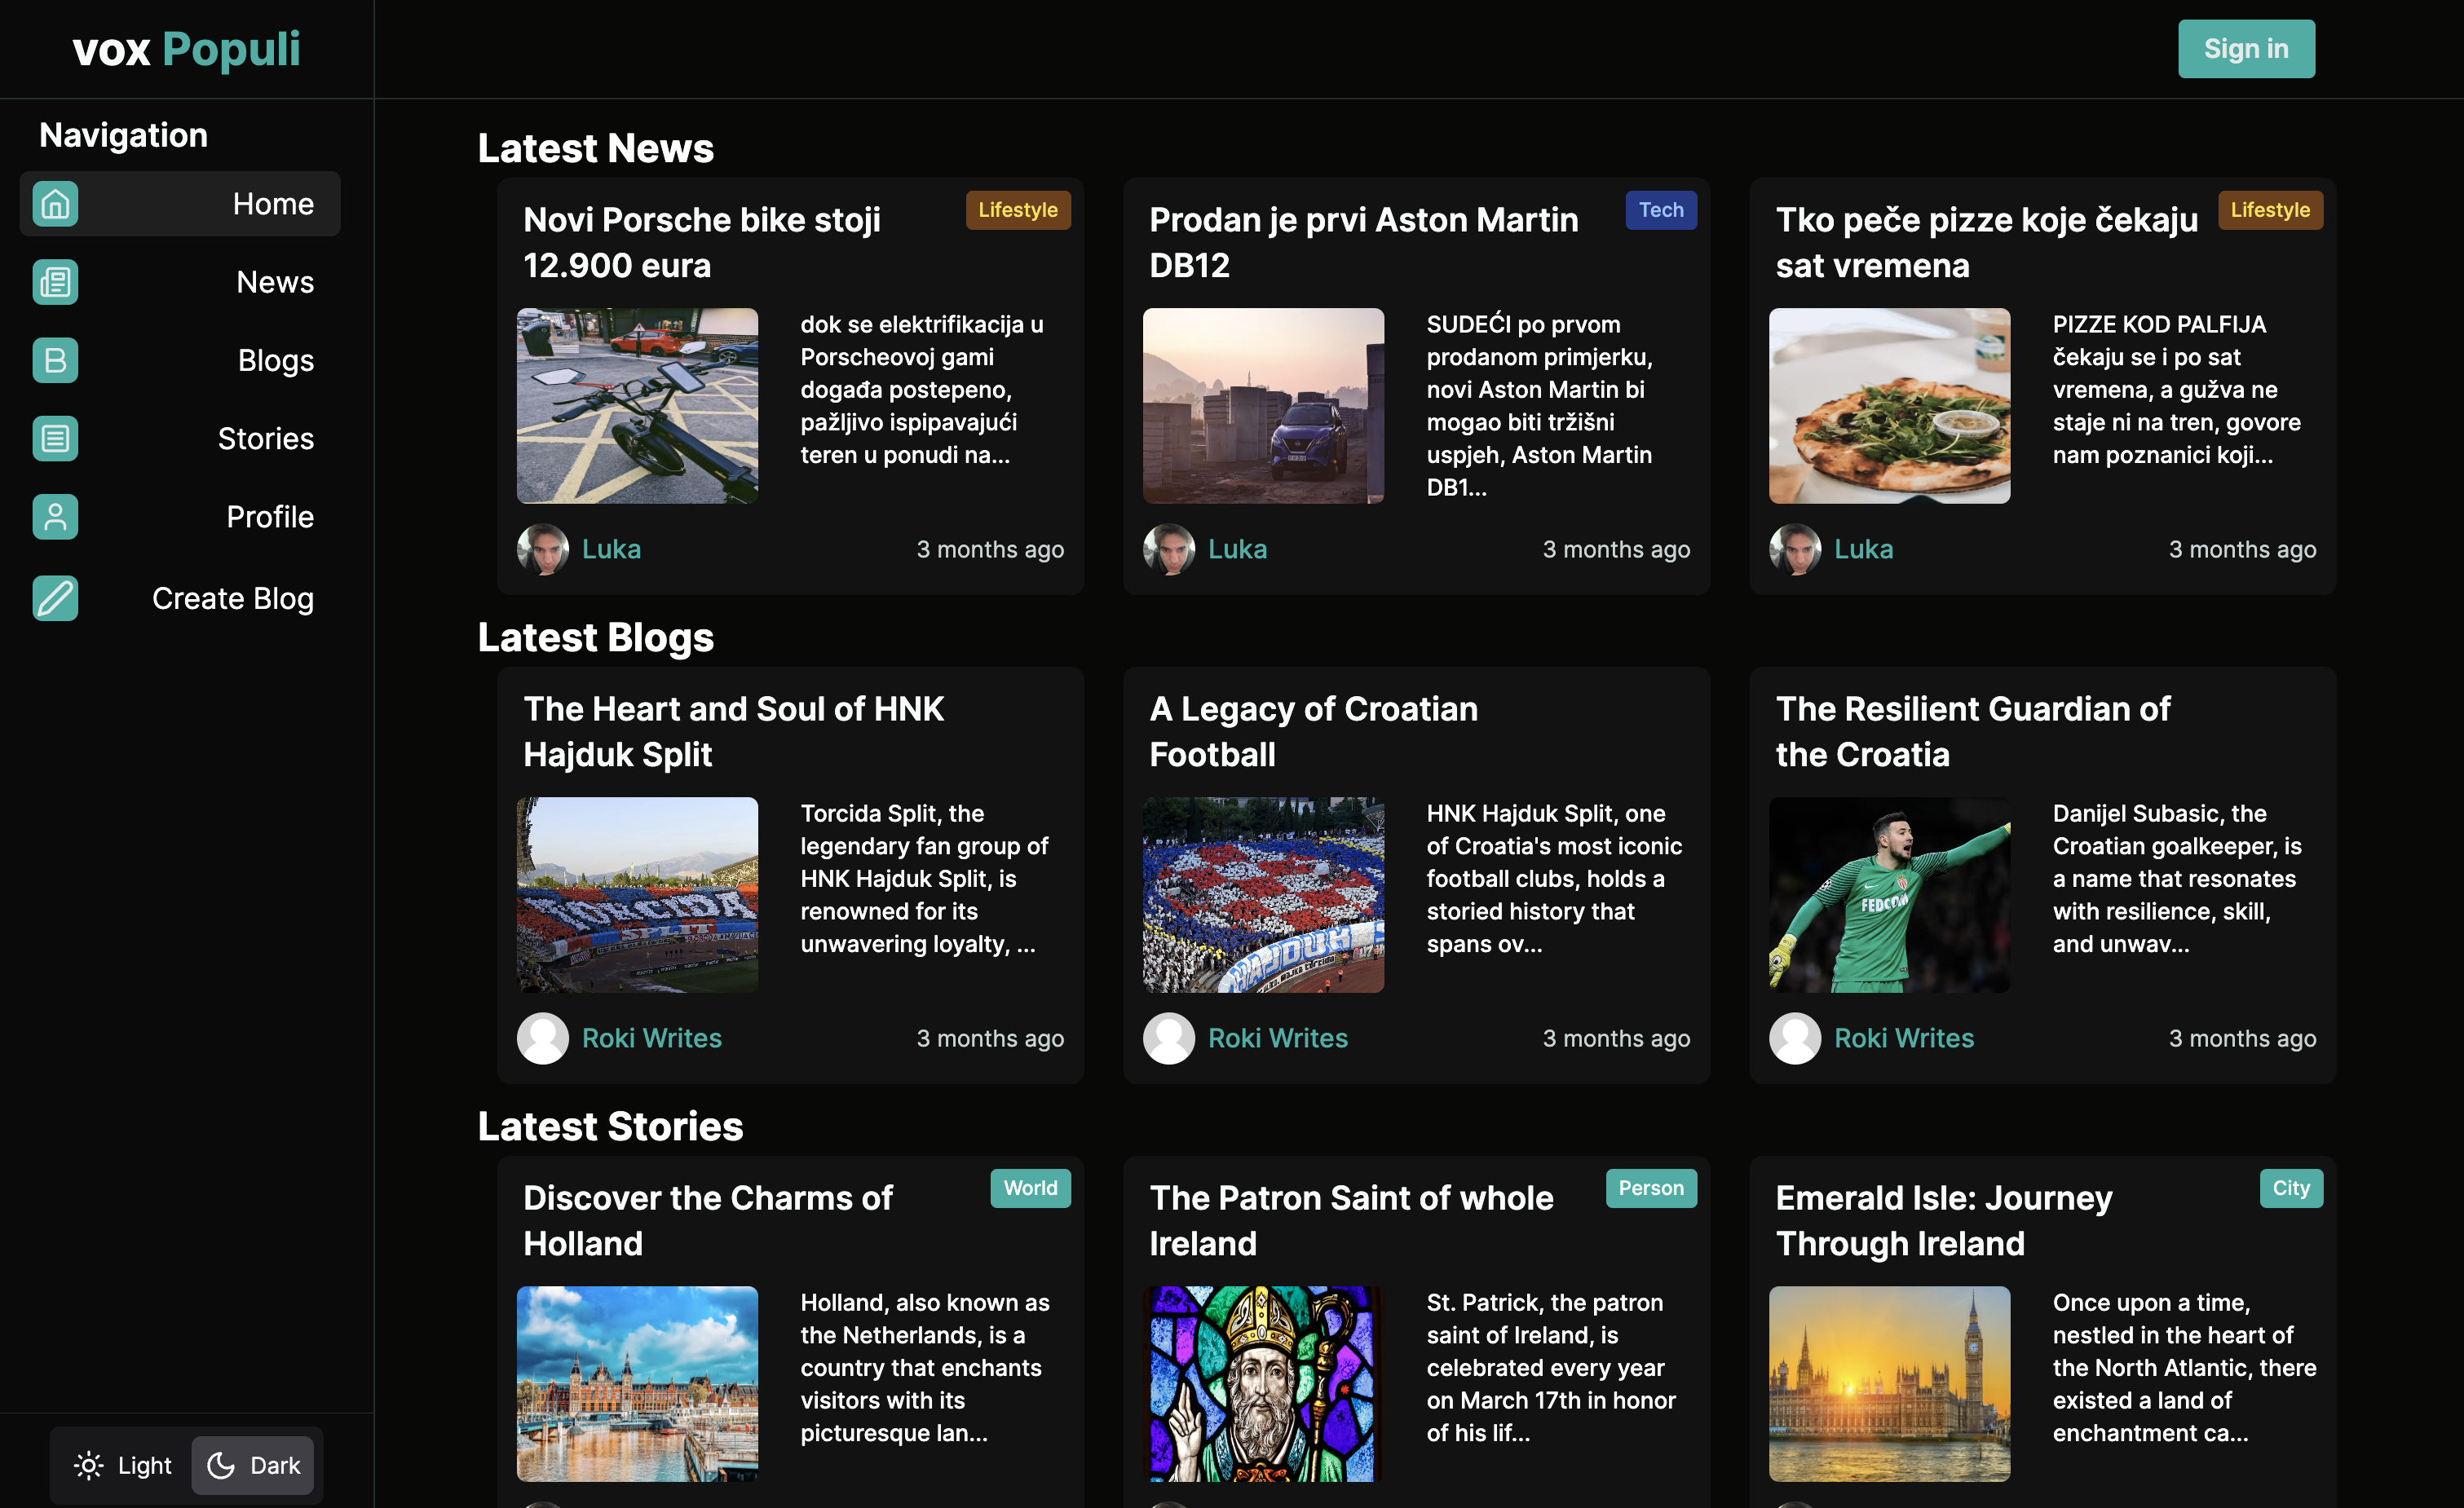 vox Populi
Sign in
Navigation
Home
News
Blogs
Stories
Profile
Create Blog
Light
Dark
Latest News
Novi Porsche bike stoji
12.900 eura
Lifestyle
dok se elektrifikacija u
Porscheovoj gami
događa postepeno,
pažljivo ispipavajući
teren u ponudi na...
Luka
3 months ago
Prodan je prvi Aston Martin
DB12
Tech
SUDEĆI po prvom
prodanom primjerku,
novi Aston Martin bi
mogao biti tržišni
uspjeh, Aston Martin
DB1...
Luka
3 months ago
Tko peče pizze koje čekaju
sat vremena
Lifestyle
PIZZE KOD PALFIJA
čekaju se i po sat
vremena, a gužva ne
staje ni na tren, govore
nam poznanici koji...
Luka
3 months ago
Latest Blogs
The Heart and Soul of HNK
Hajduk Split
TORCIDA
SPLIT
Torcida Split, the
legendary fan group of
HNK Hajduk Split, is
renowned for its
unwavering loyalty, ...
Roki Writes
3 months ago
A Legacy of Croatian
Football
HAJDUK
HNK Hajduk Split, one
of Croatia's most iconic
football clubs, holds a
storied history that
spans ov...
Roki Writes
3 months ago
The Resilient Guardian of
the Croatia
FEDCOM
Danijel Subasic, the
Croatian goalkeeper, is
a name that resonates
with resilience, skill,
and unwav...
Roki Writes
3 months ago
Latest Stories
Discover the Charms of
Holland
World
Holland, also known as
the Netherlands, is a
country that enchants
visitors with its
picturesque lan...
The Patron Saint of whole
Ireland
Person
St. Patrick, the patron
saint of Ireland, is
celebrated every year
on March 17th in honor
of his lif...
Emerald Isle: Journey
Through Ireland
City
Once upon a time,
nestled in the heart of
the North Atlantic, there
existed a land of
enchantment ca...